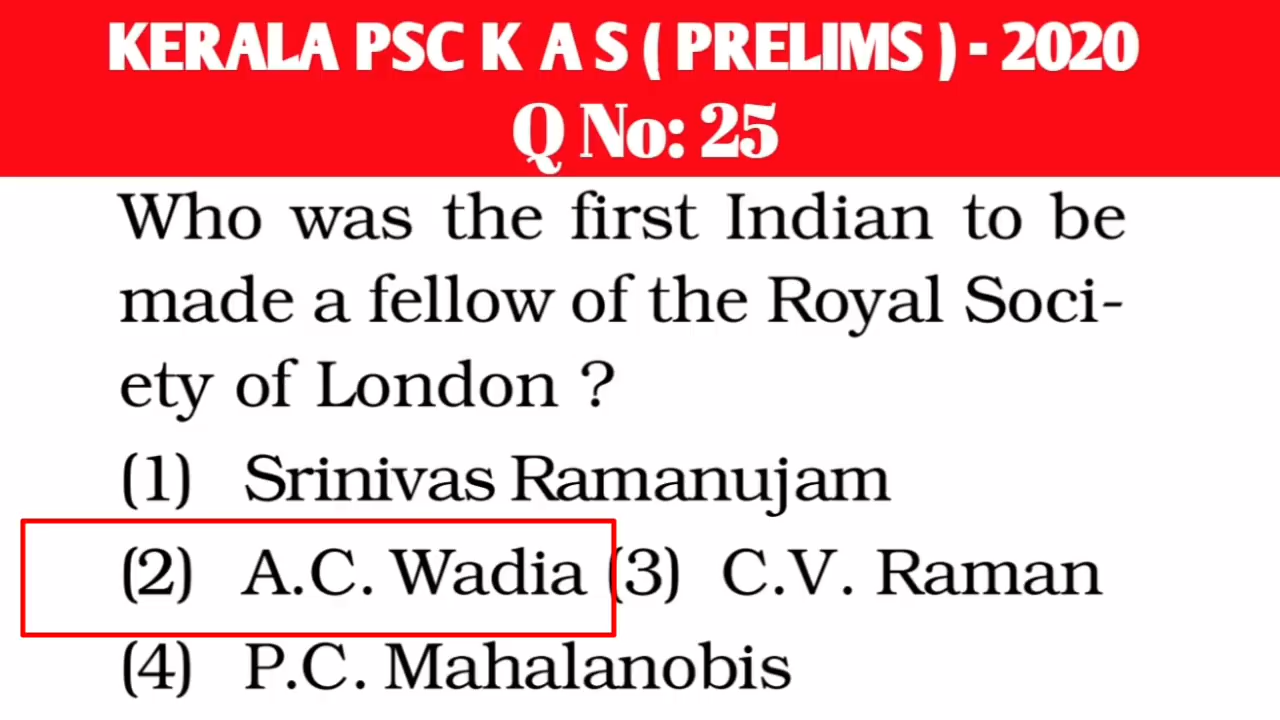 KERALA PSC K A S ( PRELIMS ) - 2020
Q No: 25
Who was the first Indian to be
made a fellow of the Royal Soci-
ety of London ?
(1) Srinivas Ramanujam
(2) A.C. Wadia (3) C.V. Raman
(4) P.C. Mahalanobis